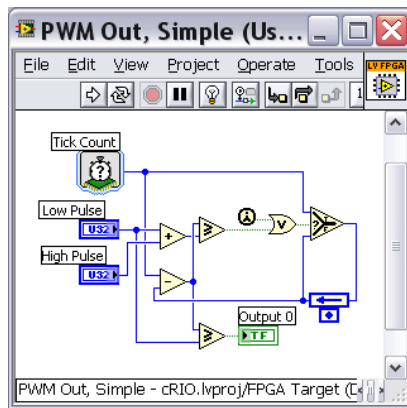 PWM Out, Simple (Us...
File Edit View Project Operate Tools
LV FPGA
1
Tick Count
?
Low Pulse
U32
High Pulse
U32
+
≥
V
?
-
Output 0
≥
TF
PWM Out, Simple - cRIO.lvproj/FPGA Target (